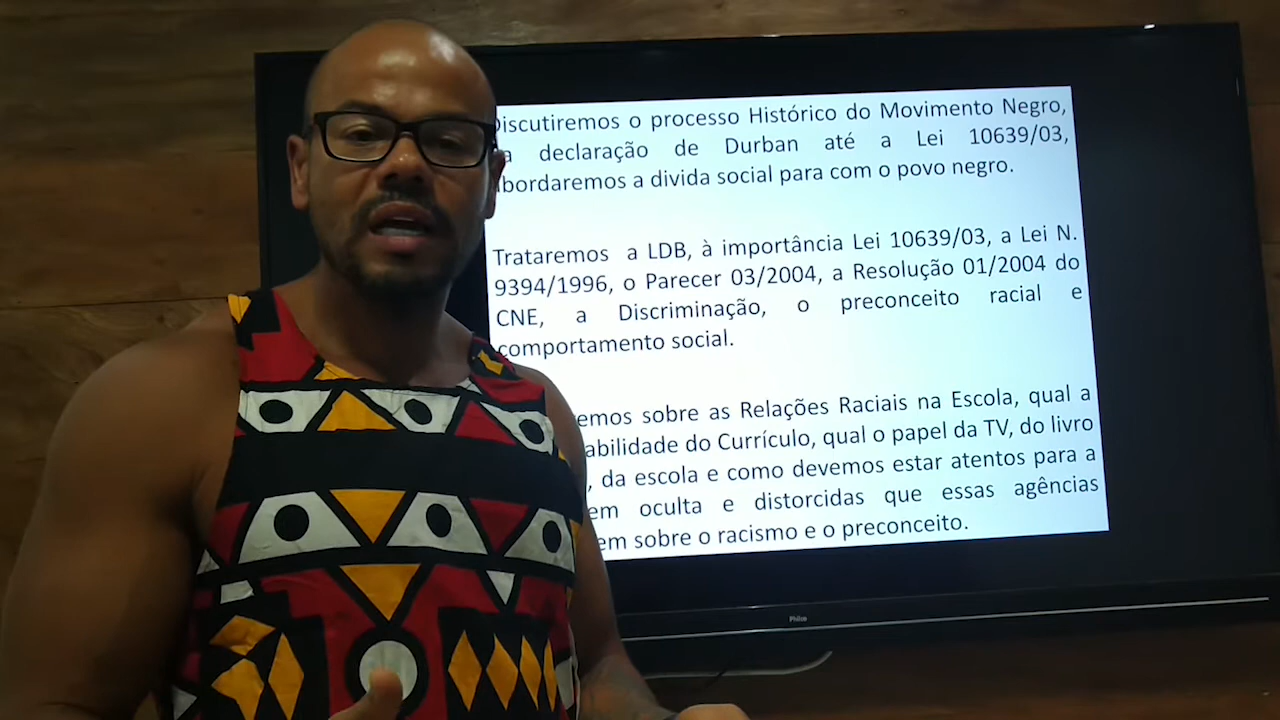 o processo Histórico do Movimento Negro,
declaração de Durban até a Lei 10639/03,
a divida social para com o povo negro.
Trataremos a LDB, à importância Lei 10639/03, a Lei N.
9394/1996, o Parecer 03/2004, a Resolução 01/2004 do
CNE, a Discriminação, o preconceito racial e
comportamento social.
sobre as Relações Raciais na Escola, qual a
do Currículo, qual o papel da TV, do livro
, da escola e como devemos estar atentos para a
oculta e distorcidas que essas agências
sobre o racismo e o preconceito.
Philco